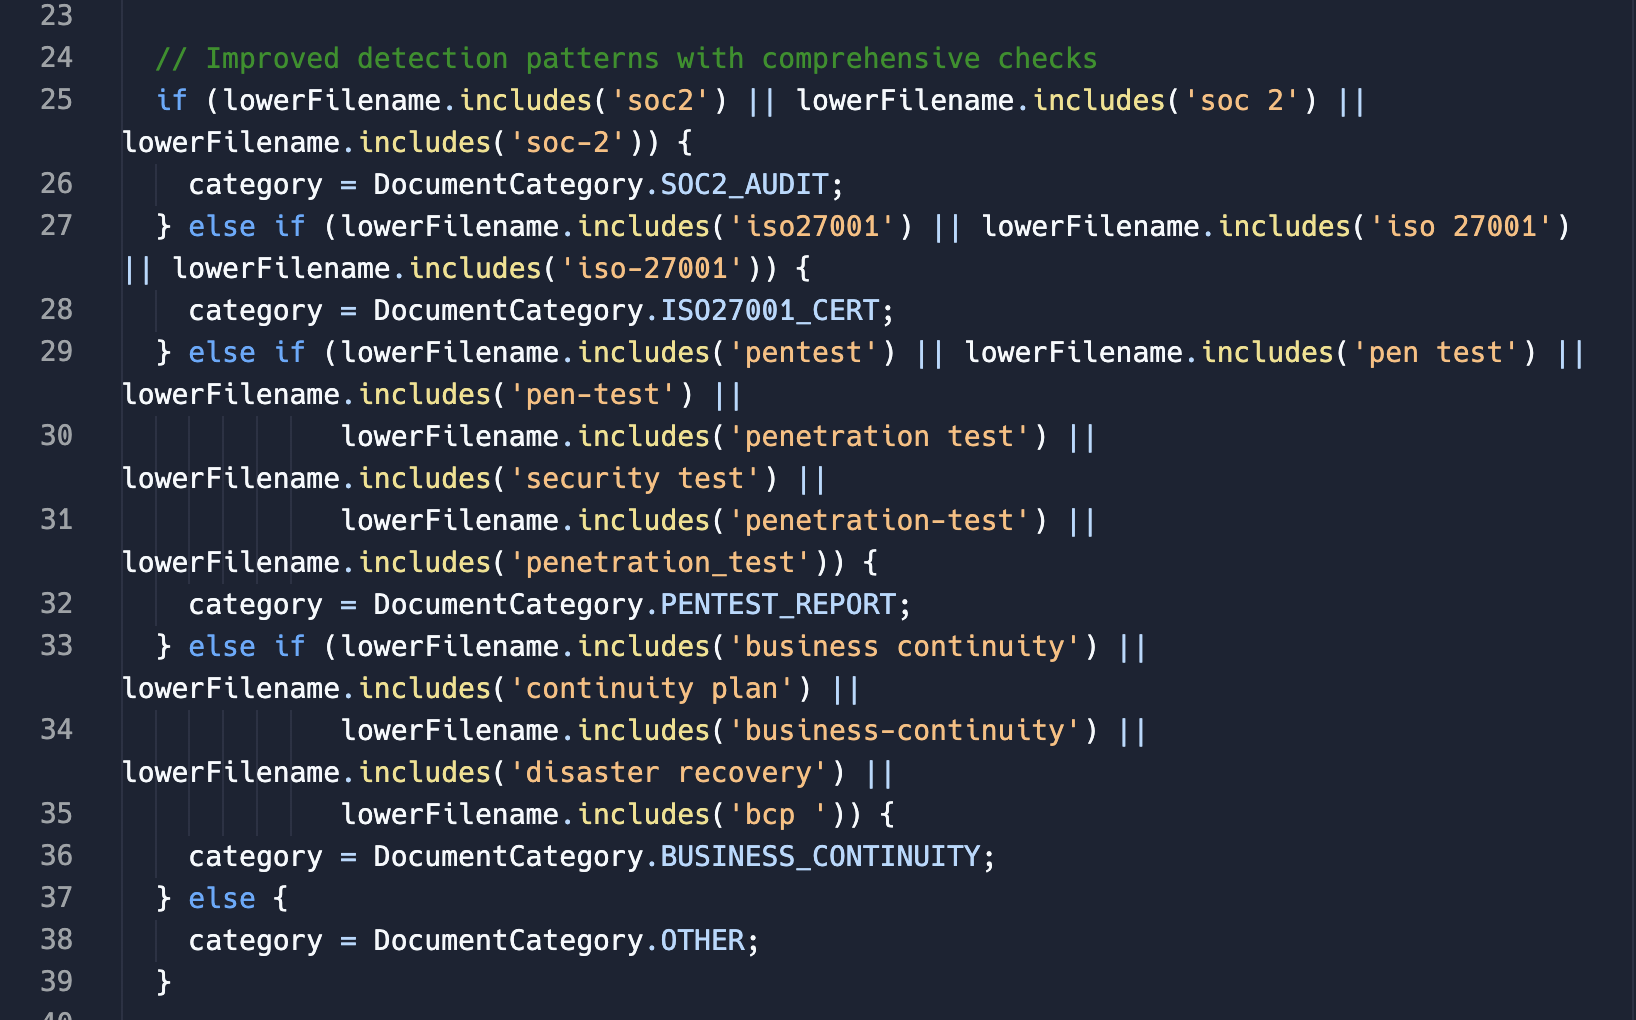 23
24 // Improved detection patterns with comprehensive checks
25 if (lowerFilename.includes('soc2') || lowerFilename.includes('soc 2') ||
lowerFilename.includes('soc-2')) {
26 category = DocumentCategory.SOC2_AUDIT;
27 } else if (lowerFilename.includes('iso27001') || lowerFilename.includes('iso 27001')
|| lowerFilename.includes('iso-27001')) {
28 category = DocumentCategory.ISO27001_CERT;
29 } else if (lowerFilename.includes('pentest') || lowerFilename.includes('pen test') ||
lowerFilename.includes('pen-test') ||
30 lowerFilename.includes('penetration test') ||
lowerFilename.includes('security test') ||
31 lowerFilename.includes('penetration-test') ||
lowerFilename.includes('penetration_test')) {
32 category = DocumentCategory.PENTEST_REPORT;
33 } else if (lowerFilename.includes('business continuity') ||
lowerFilename.includes('continuity plan') ||
34 lowerFilename.includes('business-continuity') ||
lowerFilename.includes('disaster recovery') ||
35 lowerFilename.includes('bcp ')) {
36 category = DocumentCategory.BUSINESS_CONTINUITY;
37 } else {
38 category = DocumentCategory.OTHER;
39 }
40